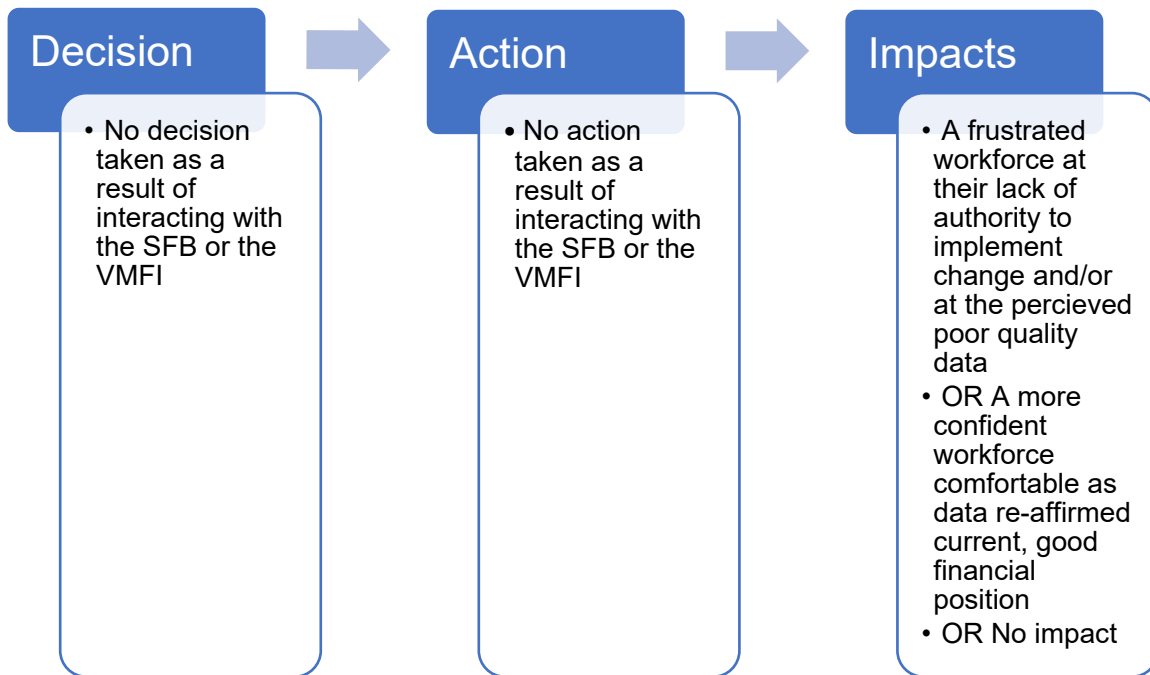 Decision
• No decision
taken as a
result of
interacting with
the SFB or the
VMFI
Action
• No action
taken as a
result of
interacting with
the SFB or the
VMFI
Impacts
• A frustrated
workforce at
their lack of
authority to
implement
change and/or
at the percieved
poor quality
data
• OR A more
confident
workforce
comfortable as
data re-affirmed
current, good
financial
position
• OR No impact